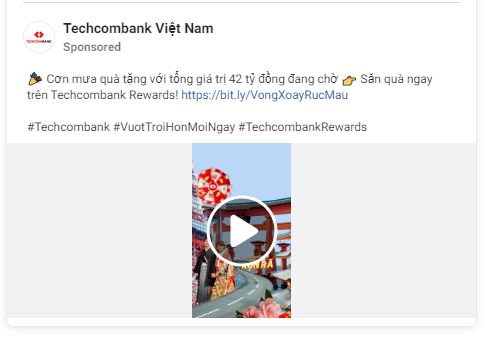 Techcombank Việt Nam
Sponsored
🎉 Cơn mưa quà tặng với tổng giá trị 42 tỷ đồng đang chờ 👉 Săn quà ngay
trên Techcombank Rewards! https://bit.ly/VongXoayRucMau
#Techcombank #VuotTroiHonMoiNgay #TechcombankRewards
TECHCOMBANK